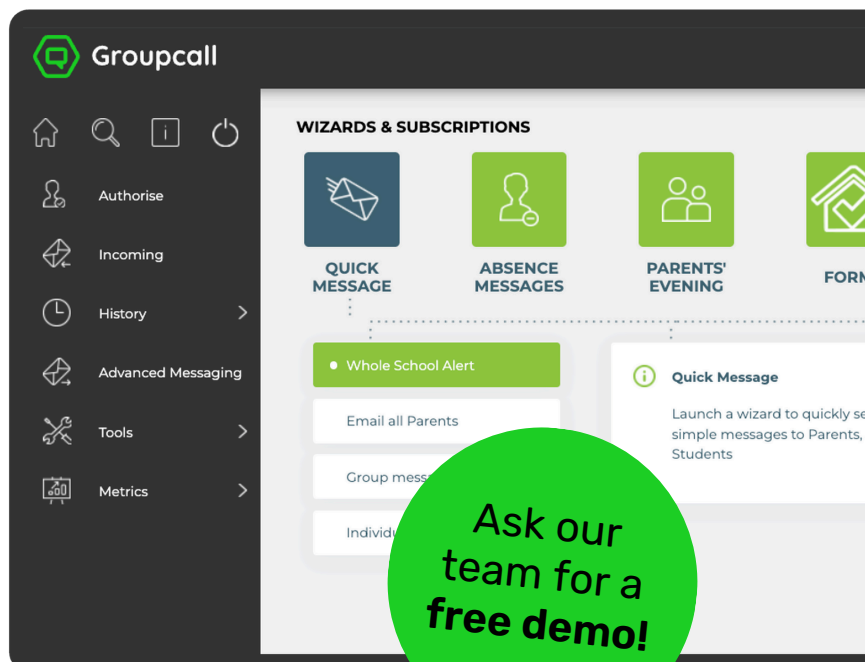 Groupcall
Authorise
Incoming
History
Advanced Messaging
Tools
Metrics
WIZARDS & SUBSCRIPTIONS
QUICK
MESSAGE
ABSENCE
MESSAGES
PARENTS'
EVENING
Whole School Alert
Email all Parents
Group
Quick Message
Launch a wizard to quickly
simple messages to Parents,
Students
Ask our
team for a
free demo!